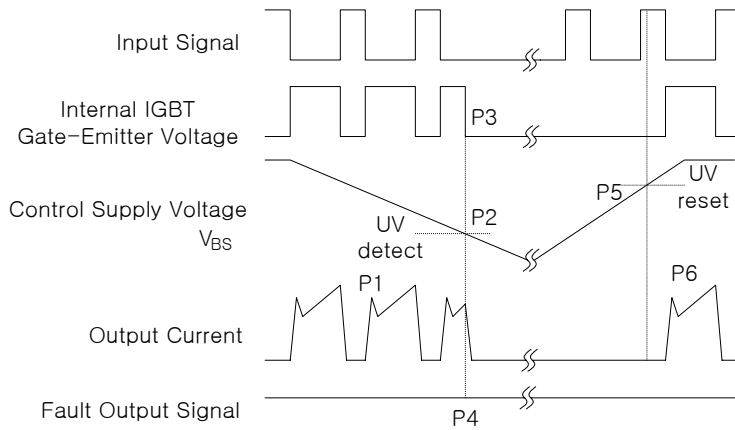 Input Signal
Internal IGBT
Gate-Emitter Voltage
P3
Control Supply Voltage
VBS
UV
detect
P2
P5
UV
reset
P1
P6
Output Current
Fault Output Signal
P4